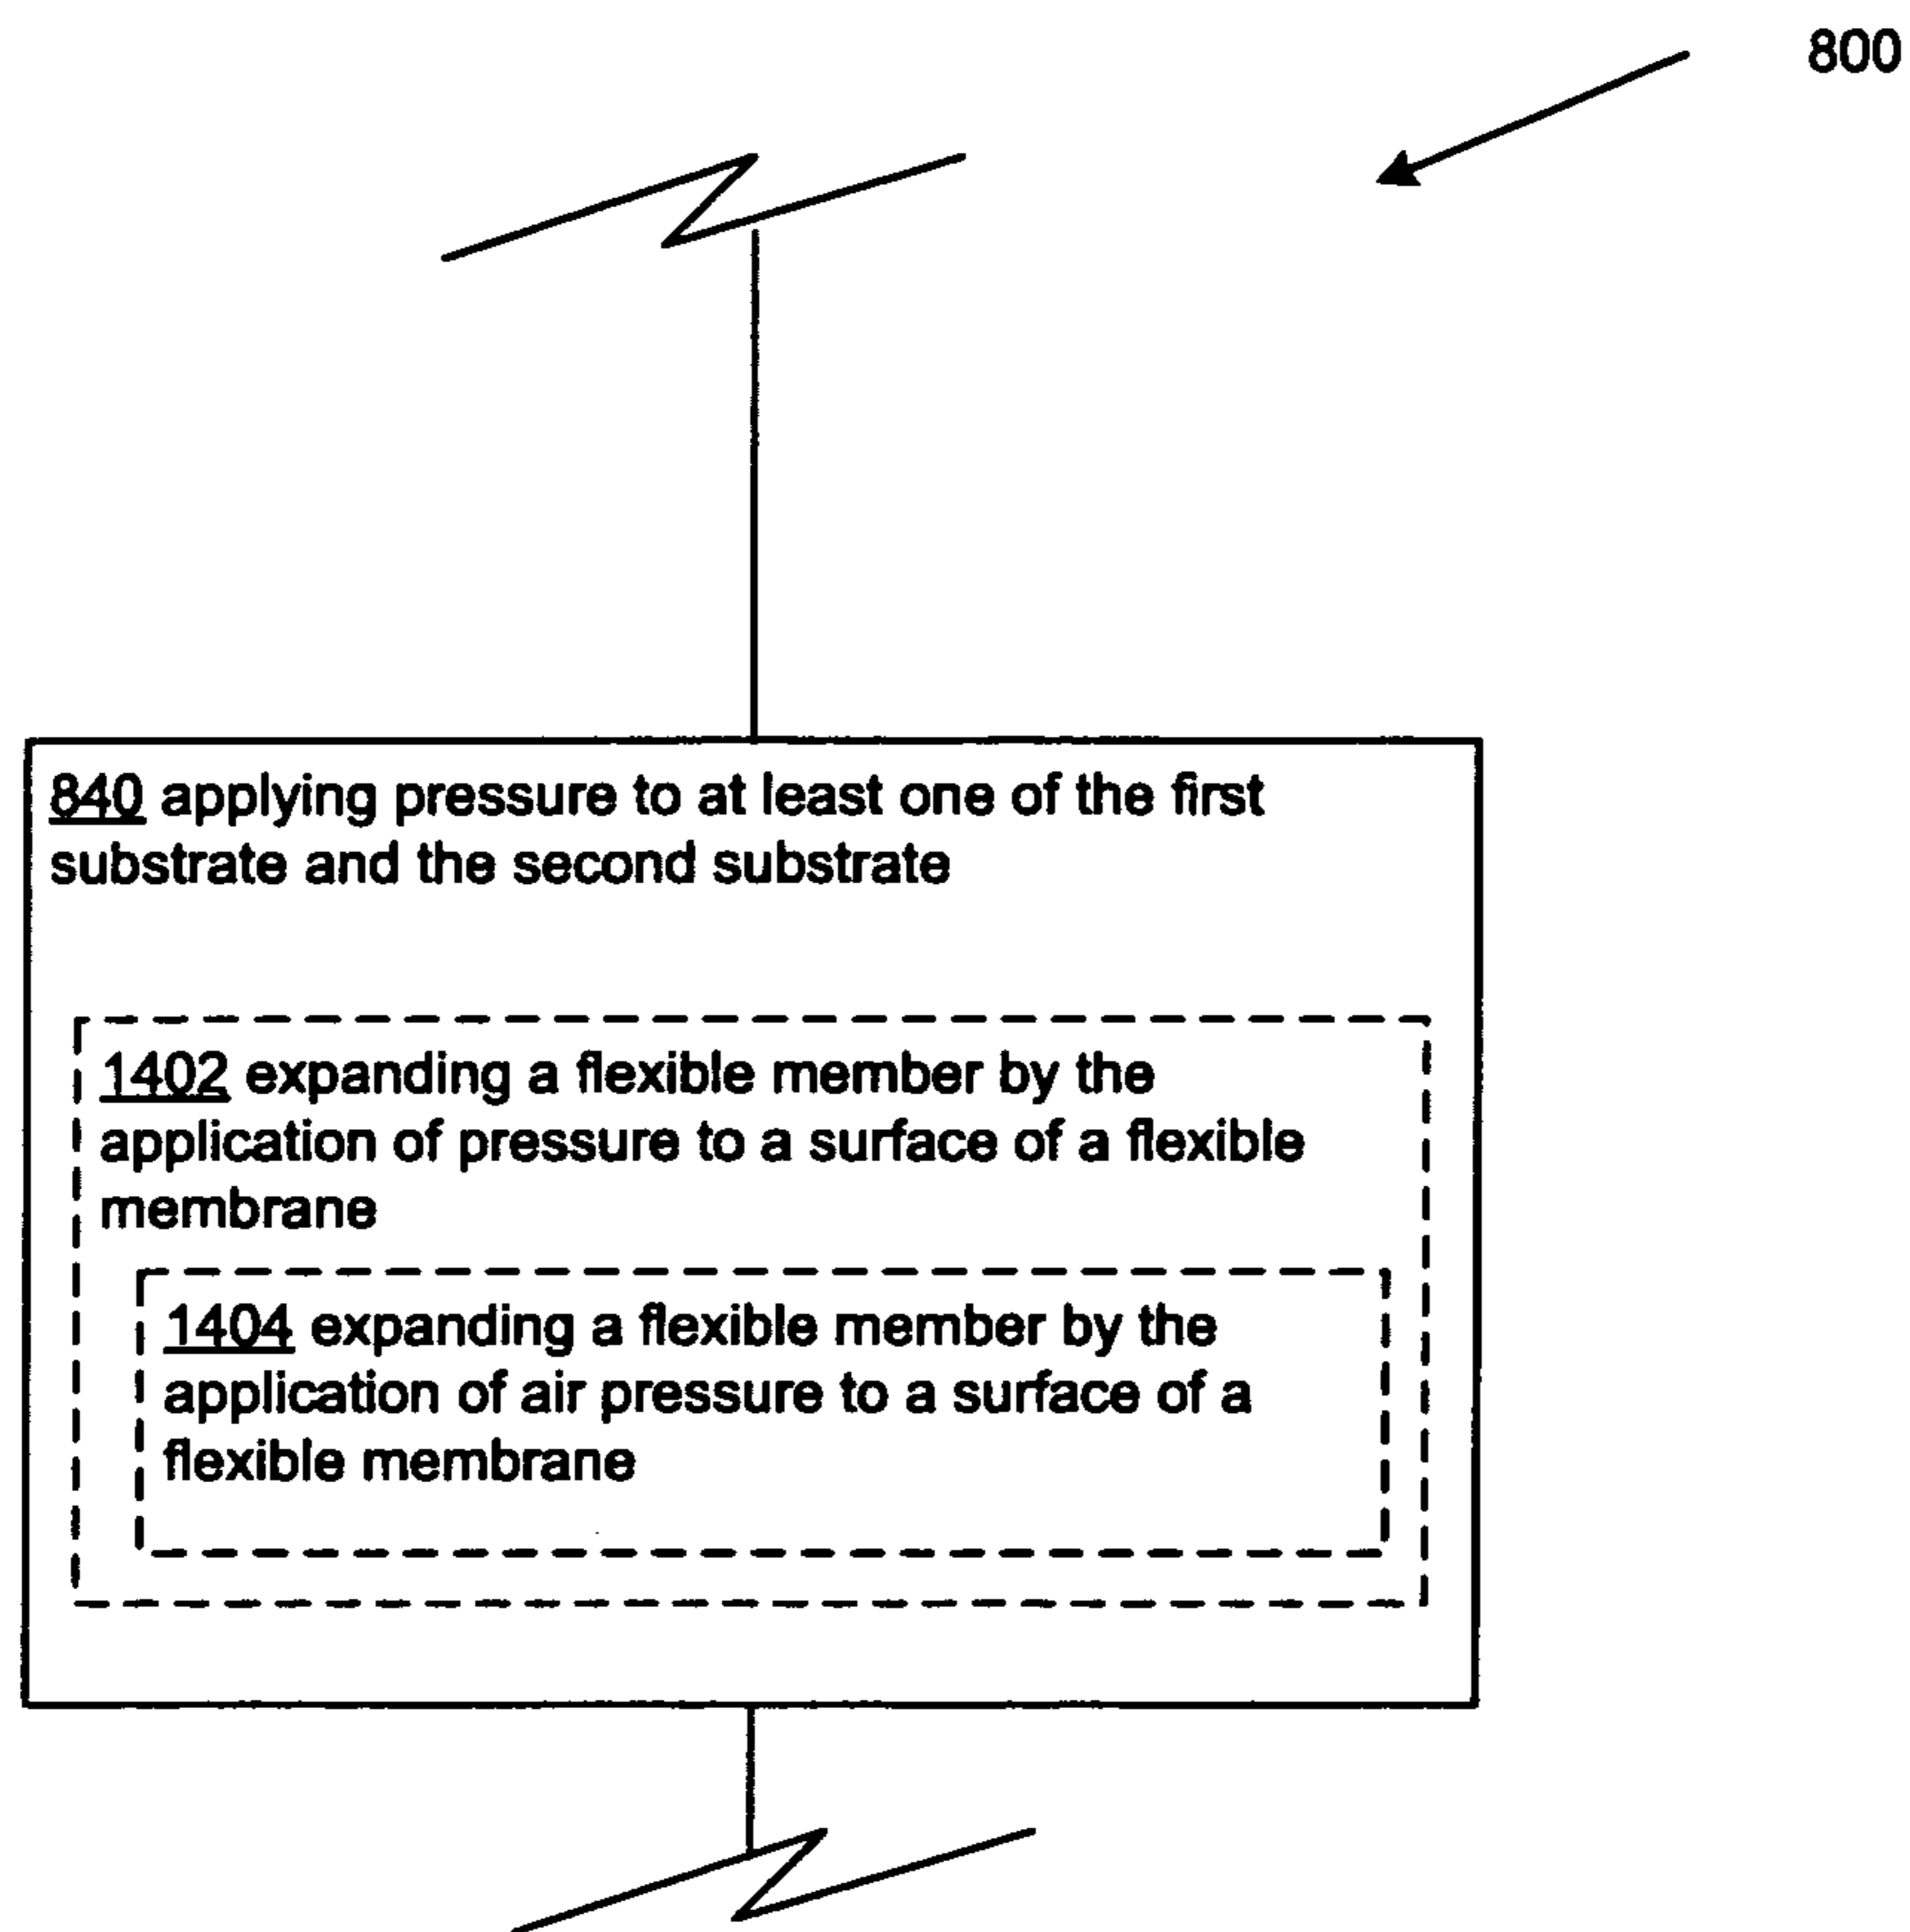 800
840 applying pressure to at least one of the first
substrate and the second substrate
1402 expanding a flexible member by the
application of pressure to a surface of a flexible
membrane
1404 expanding a flexible member by the
application of air pressure to a surface of a
flexible membrane